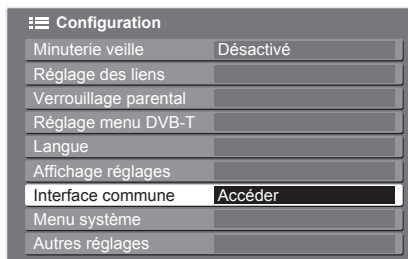 Configuration
Minuterie veille Désactivé
Réglage des liens
Verrouillage parental
Réglage menu DVB-T
Langue
Affichage réglages
Interface commune Accéder
Menu système
Autres réglages